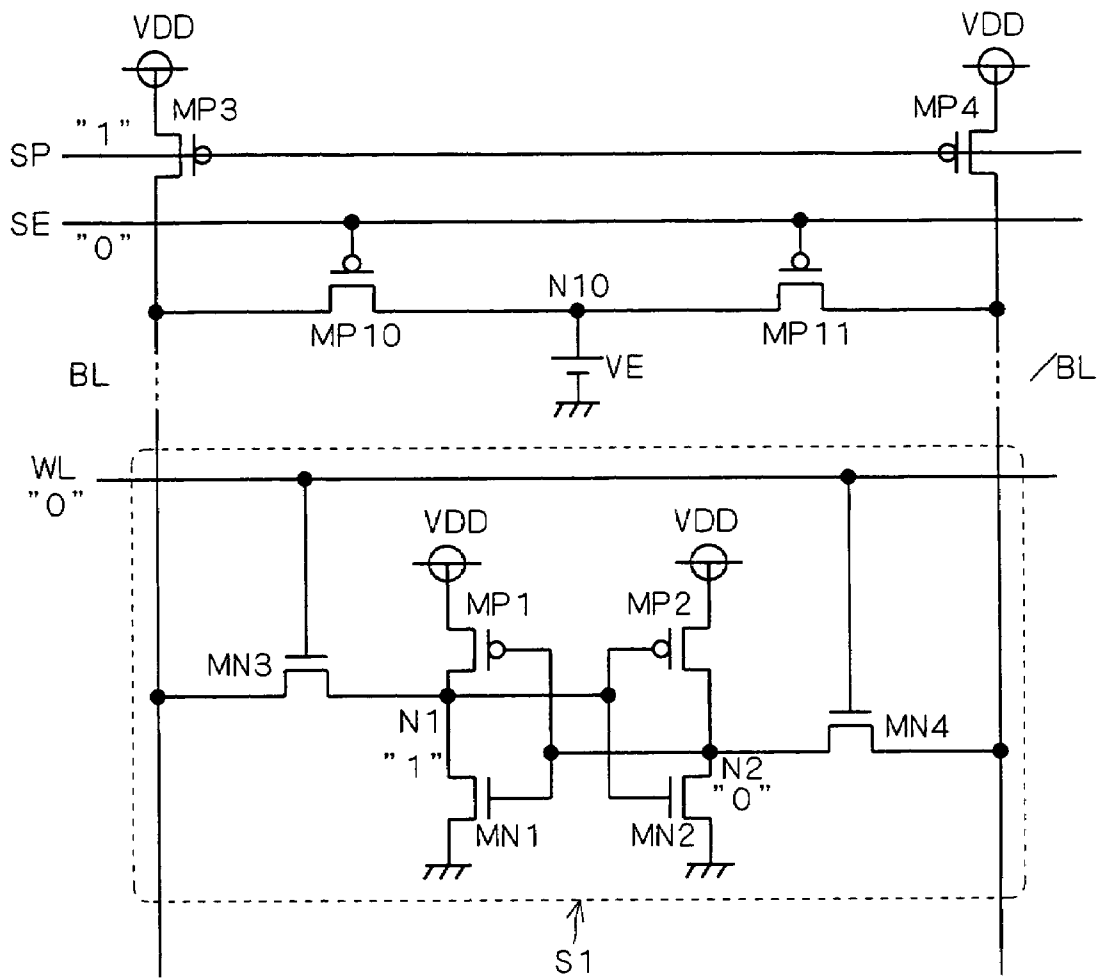 VDD
VDD
MP3
MP4
SP
"1"
SE
"0"
N10
MP10
MP11
VE
BL
/BL
WL
"0"
VDD
VDD
MP1
MP2
MN3
MN4
N1
"1"
N2
"0"
MN1
MN2
S1